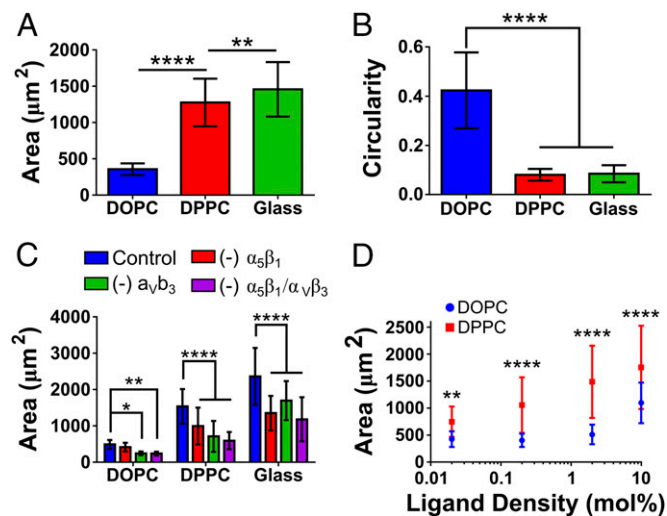 A
Area (μm²)
2000
1500
1000
500
0
****
**
DOPC DPPC Glass
B
Circularity
0.6
0.4
0.2
0.0
****
DOPC DPPC Glass
C
Control (-) α₅β₁
(-) aᵥb₃ (-) α₅β₁/αᵥβ₃
Area (μm²)
4000
3000
2000
1000
0
**
*
****
****
DOPC DPPC Glass
D
DOPC
DPPC
Area (μm²)
2500
2000
1500
1000
500
0
**
****
****
****
0.01 0.1 1 10
Ligand Density (mol%)